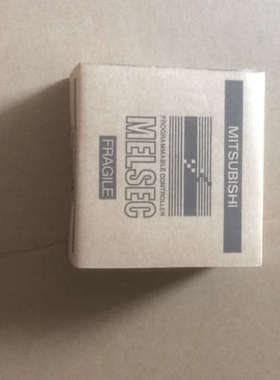 MITSUBISHI
PROGRAMMABLE CONTROLLER
MELSEC
FRAGILE